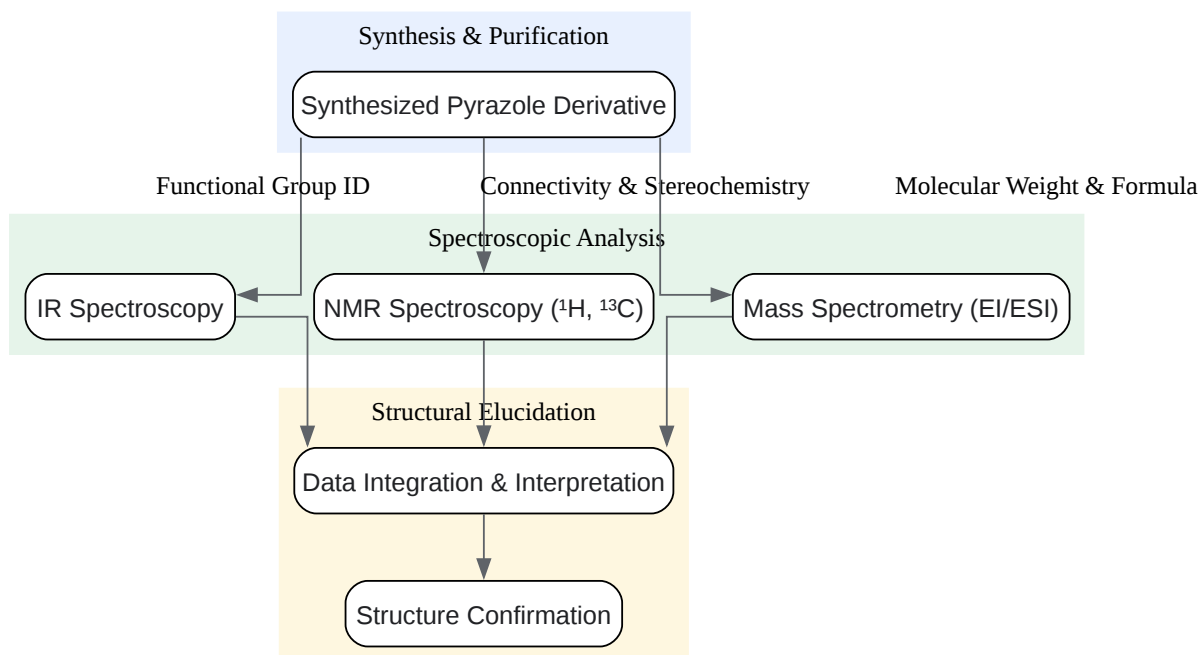 Synthesis & Purification
Synthesized Pyrazole Derivative
Functional Group ID
Connectivity & Stereochemistry
Molecular Weight & Formula
Spectroscopic Analysis
IR Spectroscopy
NMR Spectroscopy (¹H, ¹³C)
Mass Spectrometry (EI/ESI)
Structural Elucidation
Data Integration & Interpretation
Structure Confirmation